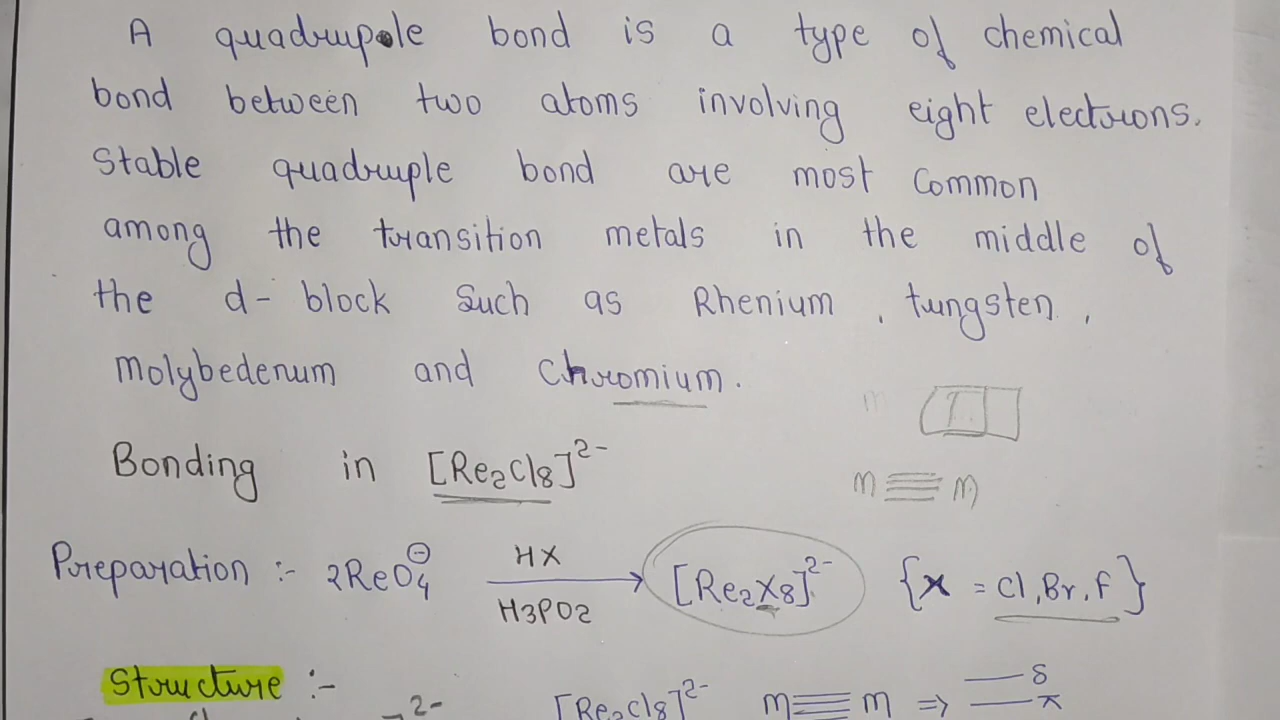 A quadrupole bond is a type of chemical
bond between two atoms involving eight electrons.
Stable quadruple bond are most common
among the transition metals in the middle of
the d-block such as Rhenium, tungsten,
Molybedenum and Chromium.
Bonding in [Re₂Cl₈]²⁻
m≣m
Preparation :- 2ReO₄⊖ HX H₃PO₂ → [Re₂X₈]²⁻ {X = Cl, Br, F}
Structure :-
[Re₂Cl₈]²⁻ m≣m ⇒ δ
π